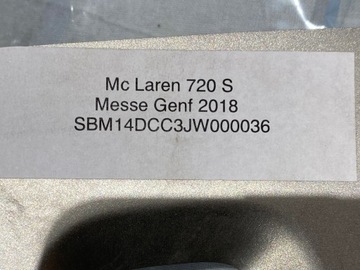 Mc Laren 720 S
Messe Genf 2018
SBM14DCC3JW000036